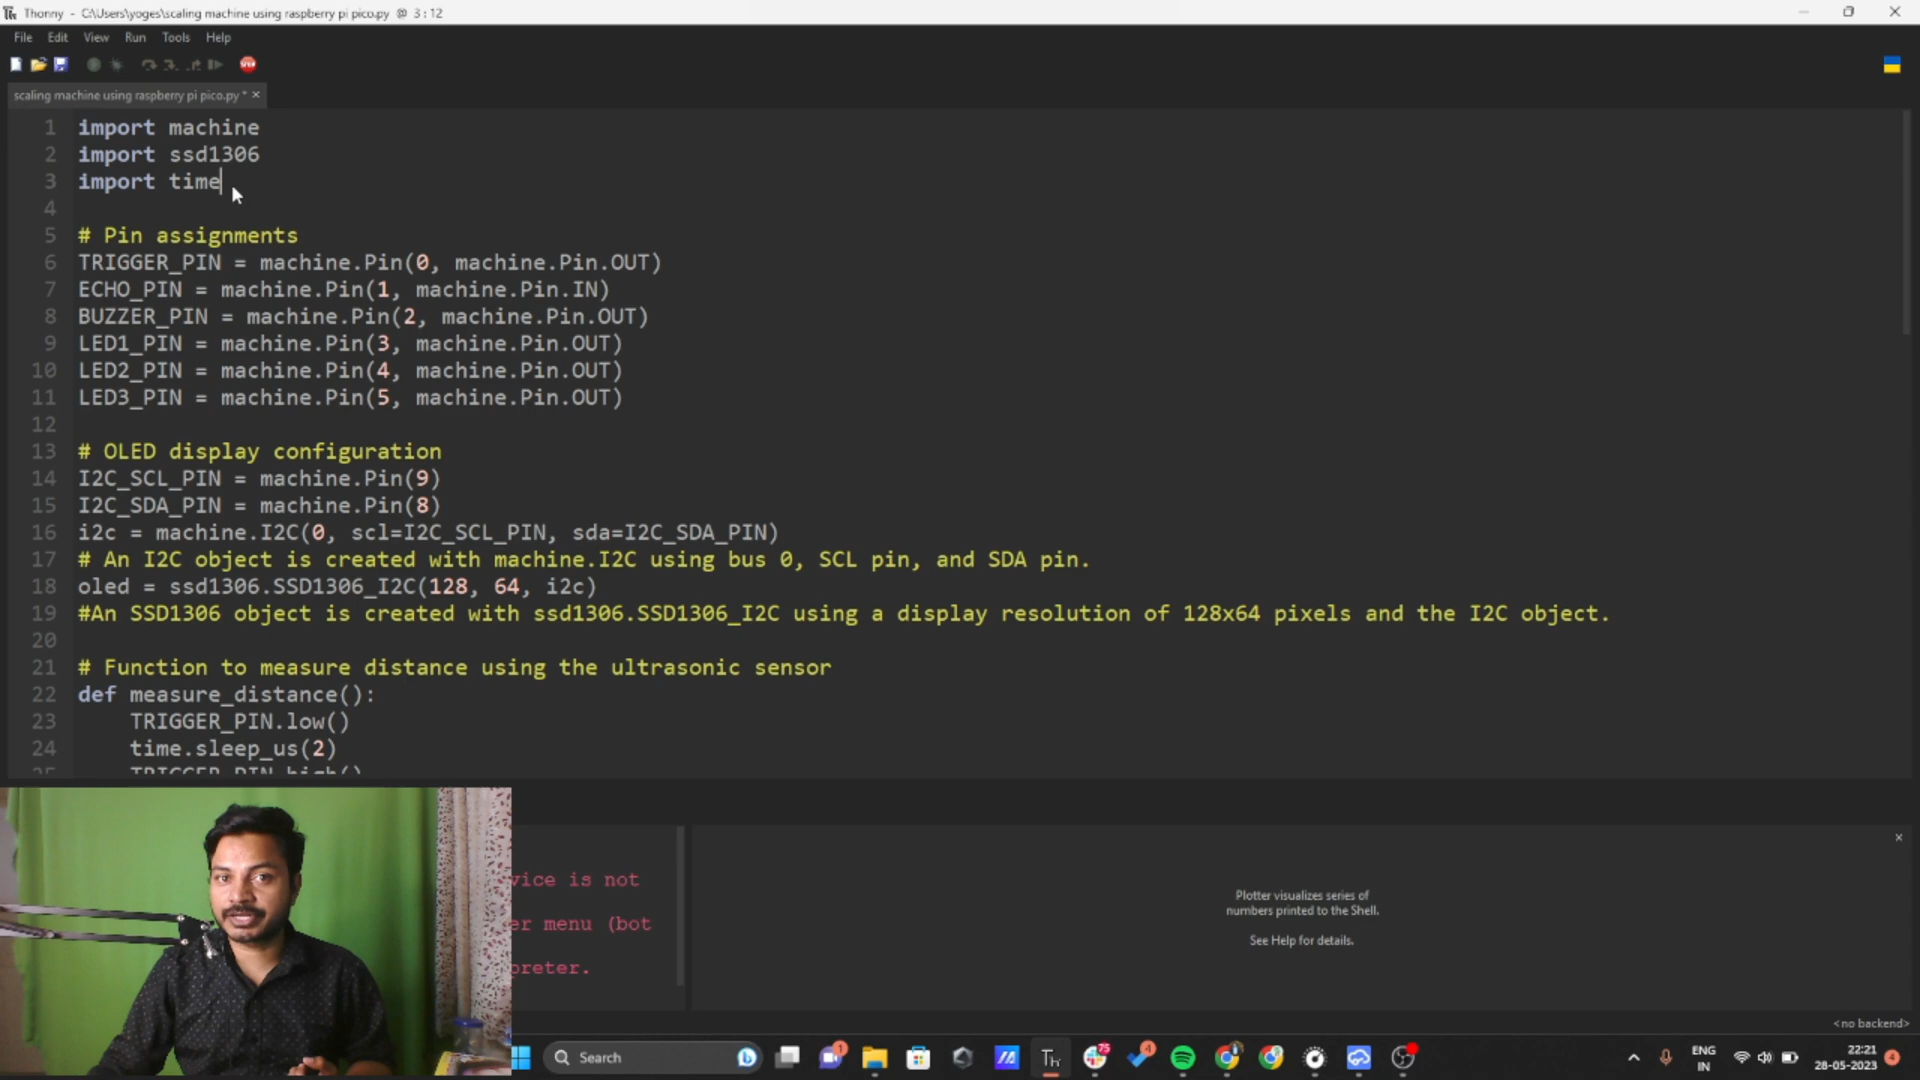 Thonny - C:\Users\yoges\scaling machine using raspberry pi pico.py @ 3 : 12
File Edit View Run Tools Help
STOP
scaling machine using raspberry pi pico.py * ×
1 import machine
2 import ssd1306
3 import time
4
5 # Pin assignments
6 TRIGGER_PIN = machine.Pin(0, machine.Pin.OUT)
7 ECHO_PIN = machine.Pin(1, machine.Pin.IN)
8 BUZZER_PIN = machine.Pin(2, machine.Pin.OUT)
9 LED1_PIN = machine.Pin(3, machine.Pin.OUT)
10 LED2_PIN = machine.Pin(4, machine.Pin.OUT)
11 LED3_PIN = machine.Pin(5, machine.Pin.OUT)
12
13 # OLED display configuration
14 I2C_SCL_PIN = machine.Pin(9)
15 I2C_SDA_PIN = machine.Pin(8)
16 i2c = machine.I2C(0, scl=I2C_SCL_PIN, sda=I2C_SDA_PIN)
17 # An I2C object is created with machine.I2C using bus 0, SCL pin, and SDA pin.
18 oled = ssd1306.SSD1306_I2C(128, 64, i2c)
19 #An SSD1306 object is created with ssd1306.SSD1306_I2C using a display resolution of 128x64 pixels and the I2C object.
20
21 # Function to measure distance using the ultrasonic sensor
22 def measure_distance():
23 TRIGGER_PIN.low()
24 time.sleep_us(2)
25 TRIGGER_PIN.high()
vice is not
er menu (bot
preter.
Plotter visualizes series of
numbers printed to the Shell.
See Help for details.
<no backend>
Search
1
Th
75
4
ENG
IN
22:21
28-05-2023
4